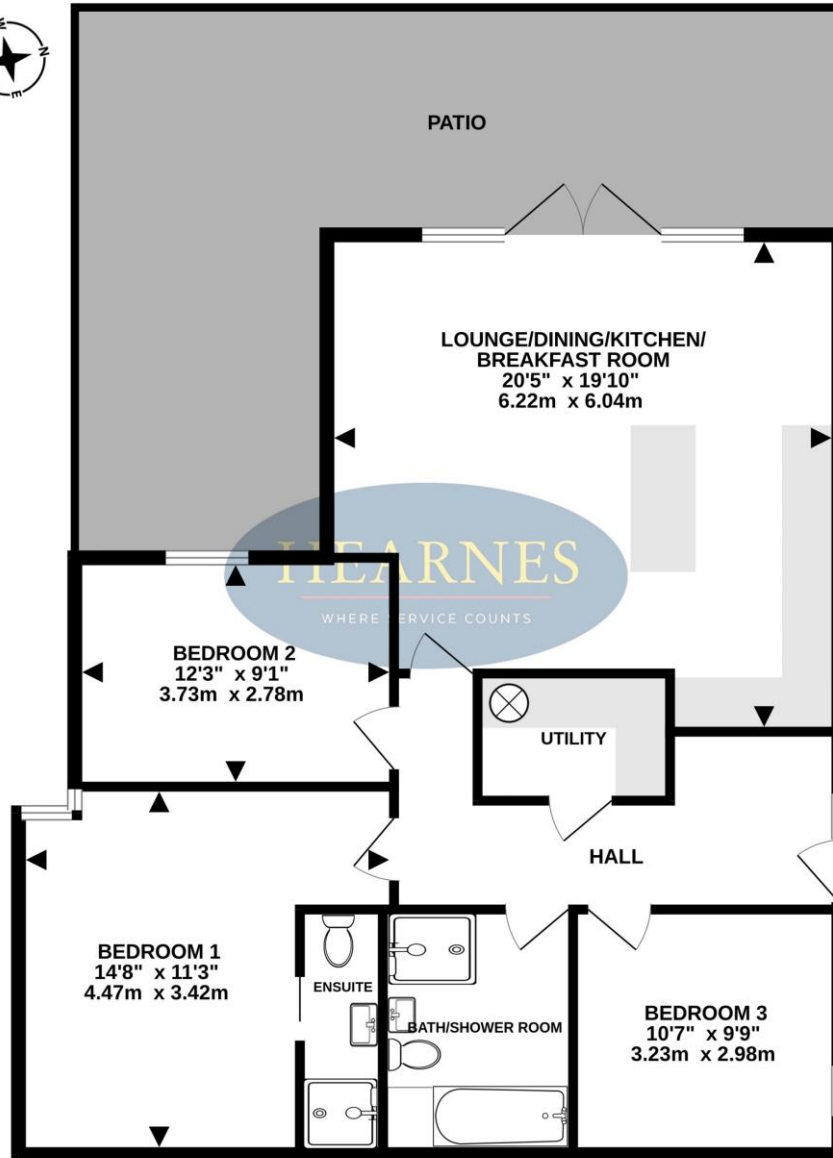 W
N
E
PATIO
LOUNGE/DINING/KITCHEN/
BREAKFAST ROOM
20'5" x 19'10"
6.22m x 6.04m
HEARNES
WHERE SERVICE COUNTS
BEDROOM 2
12'3" x 9'1"
3.73m x 2.78m
UTILITY
HALL
BEDROOM 1
14'8" x 11'3"
4.47m x 3.42m
ENSUITE
BATH/SHOWER ROOM
BEDROOM 3
10'7" x 9'9"
3.23m x 2.98m